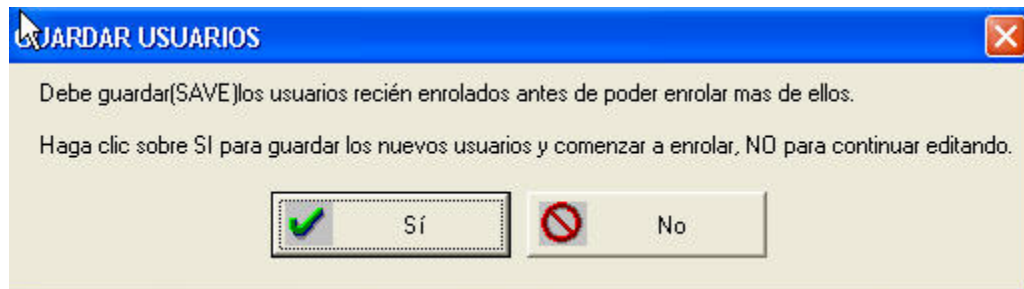 GUARDAR USUARIOS
Debe guardar(SAVE)los usuarios recién enrolados antes de poder enrolar mas de ellos.
Haga clic sobre SI para guardar los nuevos usuarios y comenzar a enrolar, NO para continuar editando.
Sí
No